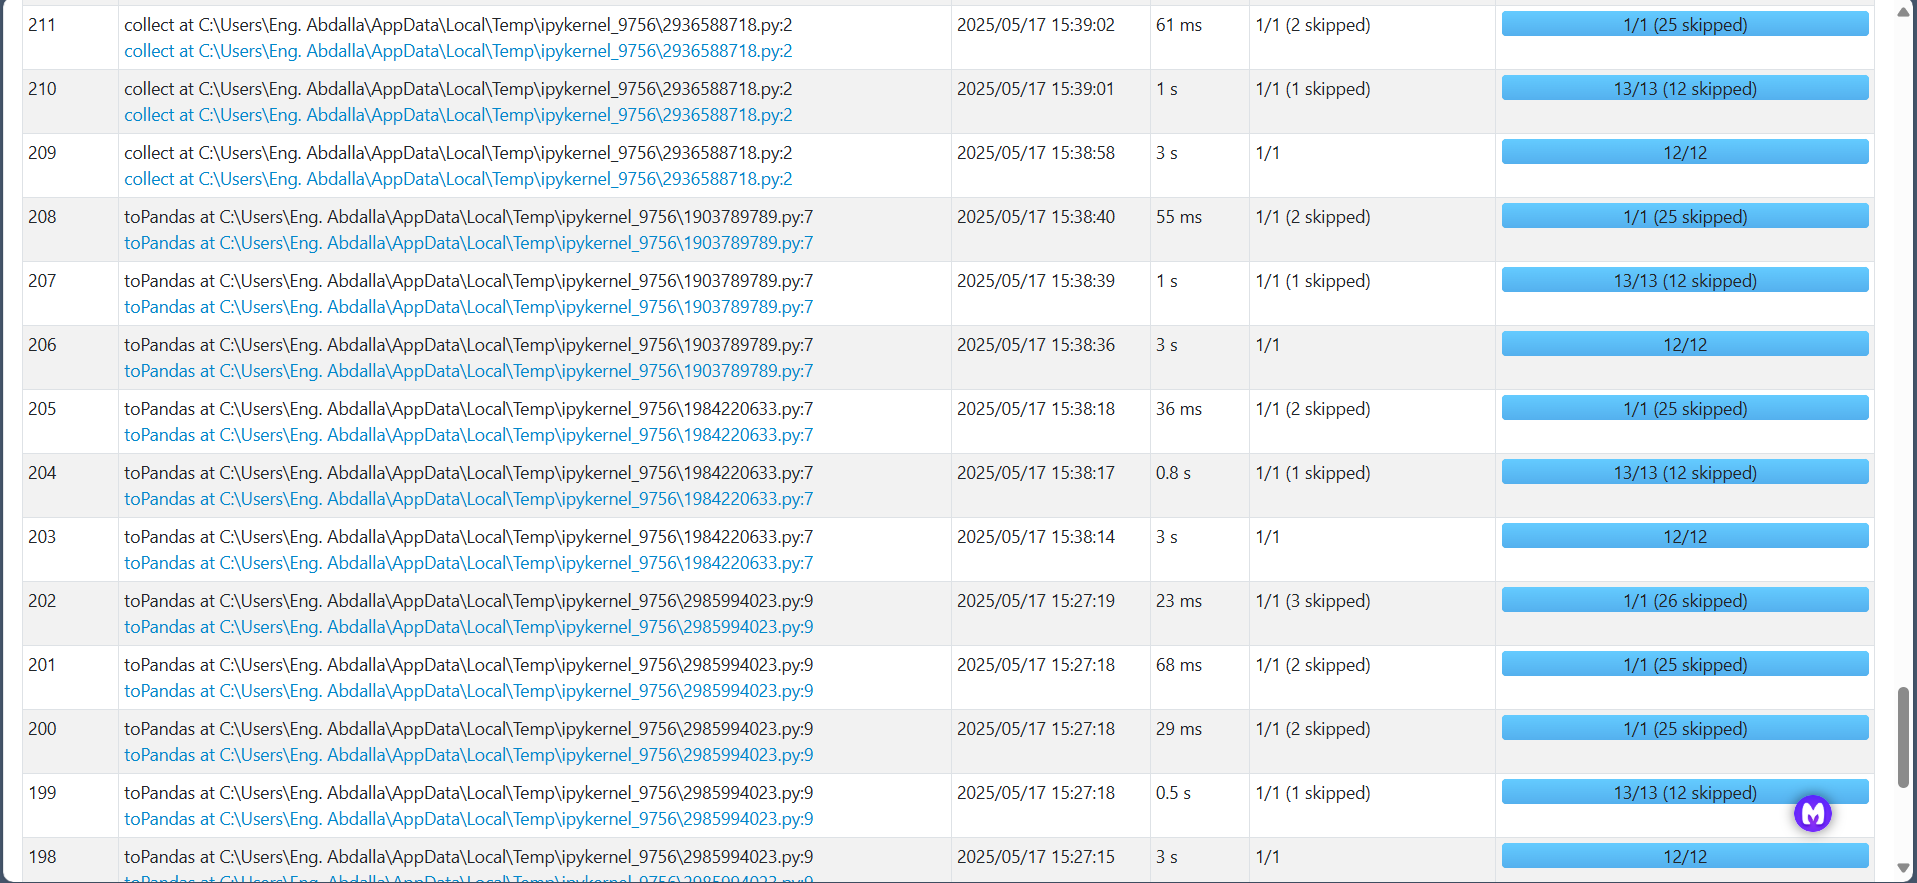 211 collect at C:\Users\Eng. Abdalla\AppData\Local\Temp\ipykernel_9756\2936588718.py:2 2025/05/17 15:39:02 61 ms 1/1 (2 skipped) 1/1 (25 skipped)
collect at C:\Users\Eng. Abdalla\AppData\Local\Temp\ipykernel_9756\2936588718.py:2
210 collect at C:\Users\Eng. Abdalla\AppData\Local\Temp\ipykernel_9756\2936588718.py:2 2025/05/17 15:39:01 1 s 1/1 (1 skipped) 13/13 (12 skipped)
collect at C:\Users\Eng. Abdalla\AppData\Local\Temp\ipykernel_9756\2936588718.py:2
209 collect at C:\Users\Eng. Abdalla\AppData\Local\Temp\ipykernel_9756\2936588718.py:2 2025/05/17 15:38:58 3 s 1/1 12/12
collect at C:\Users\Eng. Abdalla\AppData\Local\Temp\ipykernel_9756\2936588718.py:2
208 toPandas at C:\Users\Eng. Abdalla\AppData\Local\Temp\ipykernel_9756\1903789789.py:7 2025/05/17 15:38:40 55 ms 1/1 (2 skipped) 1/1 (25 skipped)
toPandas at C:\Users\Eng. Abdalla\AppData\Local\Temp\ipykernel_9756\1903789789.py:7
207 toPandas at C:\Users\Eng. Abdalla\AppData\Local\Temp\ipykernel_9756\1903789789.py:7 2025/05/17 15:38:39 1 s 1/1 (1 skipped) 13/13 (12 skipped)
toPandas at C:\Users\Eng. Abdalla\AppData\Local\Temp\ipykernel_9756\1903789789.py:7
206 toPandas at C:\Users\Eng. Abdalla\AppData\Local\Temp\ipykernel_9756\1903789789.py:7 2025/05/17 15:38:36 3 s 1/1 12/12
toPandas at C:\Users\Eng. Abdalla\AppData\Local\Temp\ipykernel_9756\1903789789.py:7
205 toPandas at C:\Users\Eng. Abdalla\AppData\Local\Temp\ipykernel_9756\1984220633.py:7 2025/05/17 15:38:18 36 ms 1/1 (2 skipped) 1/1 (25 skipped)
toPandas at C:\Users\Eng. Abdalla\AppData\Local\Temp\ipykernel_9756\1984220633.py:7
204 toPandas at C:\Users\Eng. Abdalla\AppData\Local\Temp\ipykernel_9756\1984220633.py:7 2025/05/17 15:38:17 0.8 s 1/1 (1 skipped) 13/13 (12 skipped)
toPandas at C:\Users\Eng. Abdalla\AppData\Local\Temp\ipykernel_9756\1984220633.py:7
203 toPandas at C:\Users\Eng. Abdalla\AppData\Local\Temp\ipykernel_9756\1984220633.py:7 2025/05/17 15:38:14 3 s 1/1 12/12
toPandas at C:\Users\Eng. Abdalla\AppData\Local\Temp\ipykernel_9756\1984220633.py:7
202 toPandas at C:\Users\Eng. Abdalla\AppData\Local\Temp\ipykernel_9756\2985994023.py:9 2025/05/17 15:27:19 23 ms 1/1 (3 skipped) 1/1 (26 skipped)
toPandas at C:\Users\Eng. Abdalla\AppData\Local\Temp\ipykernel_9756\2985994023.py:9
201 toPandas at C:\Users\Eng. Abdalla\AppData\Local\Temp\ipykernel_9756\2985994023.py:9 2025/05/17 15:27:18 68 ms 1/1 (2 skipped) 1/1 (25 skipped)
toPandas at C:\Users\Eng. Abdalla\AppData\Local\Temp\ipykernel_9756\2985994023.py:9
200 toPandas at C:\Users\Eng. Abdalla\AppData\Local\Temp\ipykernel_9756\2985994023.py:9 2025/05/17 15:27:18 29 ms 1/1 (2 skipped) 1/1 (25 skipped)
toPandas at C:\Users\Eng. Abdalla\AppData\Local\Temp\ipykernel_9756\2985994023.py:9
199 toPandas at C:\Users\Eng. Abdalla\AppData\Local\Temp\ipykernel_9756\2985994023.py:9 2025/05/17 15:27:18 0.5 s 1/1 (1 skipped) 13/13 (12 skipped)
toPandas at C:\Users\Eng. Abdalla\AppData\Local\Temp\ipykernel_9756\2985994023.py:9
198 toPandas at C:\Users\Eng. Abdalla\AppData\Local\Temp\ipykernel_9756\2985994023.py:9 2025/05/17 15:27:15 3 s 1/1 12/12
toPandas at C:\Users\Eng. Abdalla\AppData\Local\Temp\ipykernel_9756\2985994023.py:9